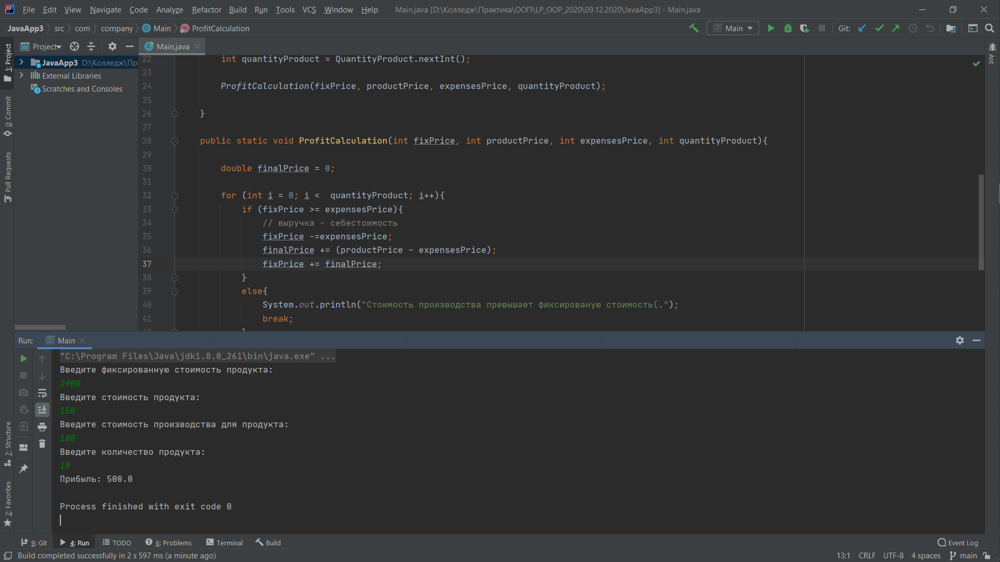 File Edit View Navigate Code Analyze Refactor Build Run Tools VCS Window Help Main.java [D:\Колледж\Практика\ООП\LP_OOP_2020\09.12.2020\JavaApp3] - Main.java
JavaApp3 src com company Main ProfitCalculation
Main Git:
1: Project
0: Commit
Pull Requests
7: Structure
2: Favorites
Ant
Project
JavaApp3 D:\Колледж\Пр
External Libraries
Scratches and Consoles
Main.java
22 int quantityProduct = QuantityProduct.nextInt();
23
24 ProfitCalculation(fixPrice, productPrice, expensesPrice, quantityProduct);
25
26 }
27
28 public static void ProfitCalculation(int fixPrice, int productPrice, int expensesPrice, int quantityProduct){
29
30 double finalPrice = 0;
31
32 for (int i = 0; i <  quantityProduct; i++){
33 if (fixPrice >= expensesPrice){
34 // выручка - себестоимость
35 fixPrice -=expensesPrice;
36 finalPrice += (productPrice - expensesPrice);
37 fixPrice += finalPrice;
38 }
39 else{
40 System.out.println("Стоимость производства превышает фиксированую стоимость(.");
41 break;
Run: Main
"C:\Program Files\Java\jdk1.8.0_261\bin\java.exe" ...
Введите фиксированную стоимость продукта:
2900
Введите стоимость продукта:
150
Введите стоимость производства для продукта:
100
Введите количество продукта:
10
Прибыль: 500.0
Process finished with exit code 0
9: Git 4: Run TODO 6: Problems Terminal Build Event Log
Build completed successfully in 2 s 597 ms (a minute ago) 13:1 CRLF UTF-8 4 spaces main